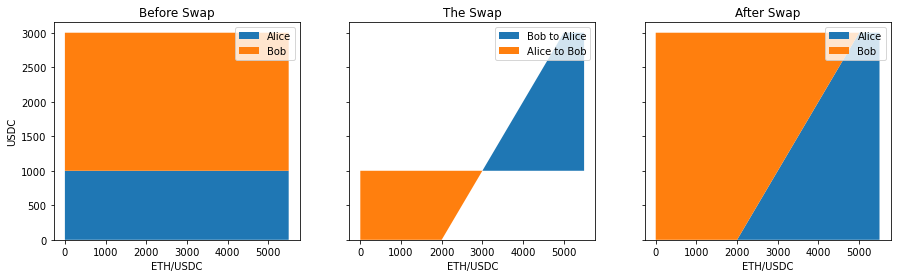 Before Swap
Alice
Bob
3000
2500
2000
1500
1000
500
0
USDC
0 1000 2000 3000 4000 5000
ETH/USDC
The Swap
Bob to Alice
Alice to Bob
0 1000 2000 3000 4000 5000
ETH/USDC
After Swap
Alice
Bob
0 1000 2000 3000 4000 5000
ETH/USDC